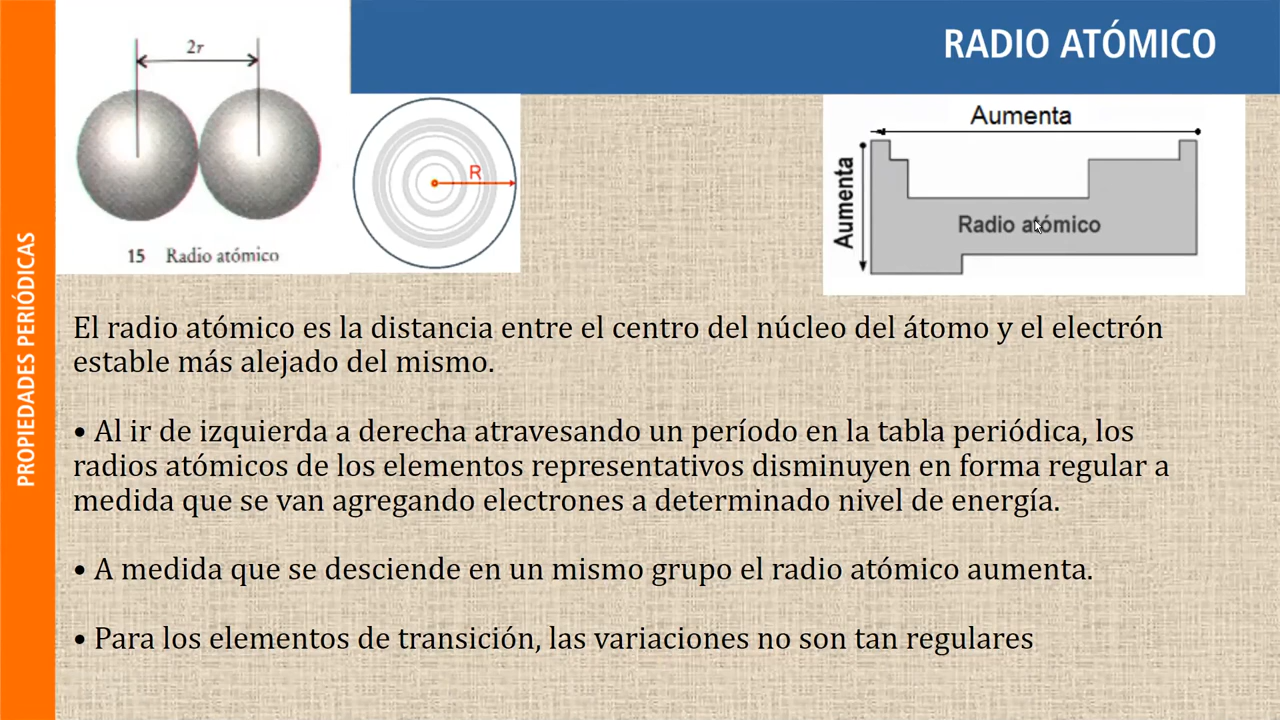 RADIO ATÓMICO
PROPIEDADES PERIÓDICAS
2r
15 Radio atómico
R
Aumenta
Aumenta
Radio atómico
El radio atómico es la distancia entre el centro del núcleo del átomo y el electrón
estable más alejado del mismo.
• Al ir de izquierda a derecha atravesando un período en la tabla periódica, los
radios atómicos de los elementos representativos disminuyen en forma regular a
medida que se van agregando electrones a determinado nivel de energía.
• A medida que se desciende en un mismo grupo el radio atómico aumenta.
• Para los elementos de transición, las variaciones no son tan regulares